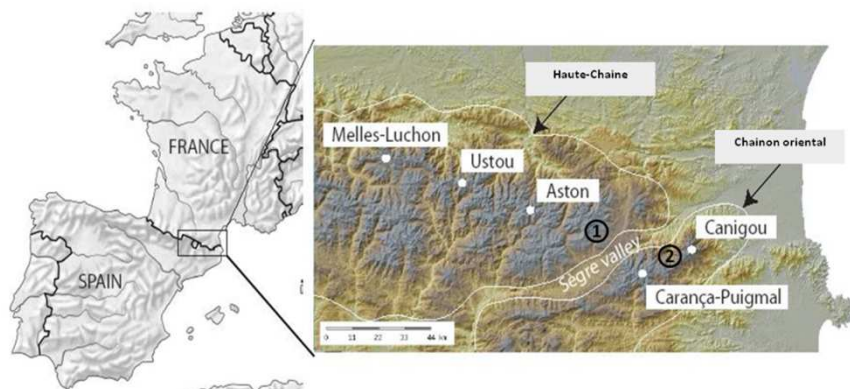 FRANCE
SPAIN
Haute-Chaine
Chainon oriental
Melles-Luchon
Ustou
Aston
1
Canigou
2
Sègre valley
Carança-Puigmal
0 11 22 33 44 km